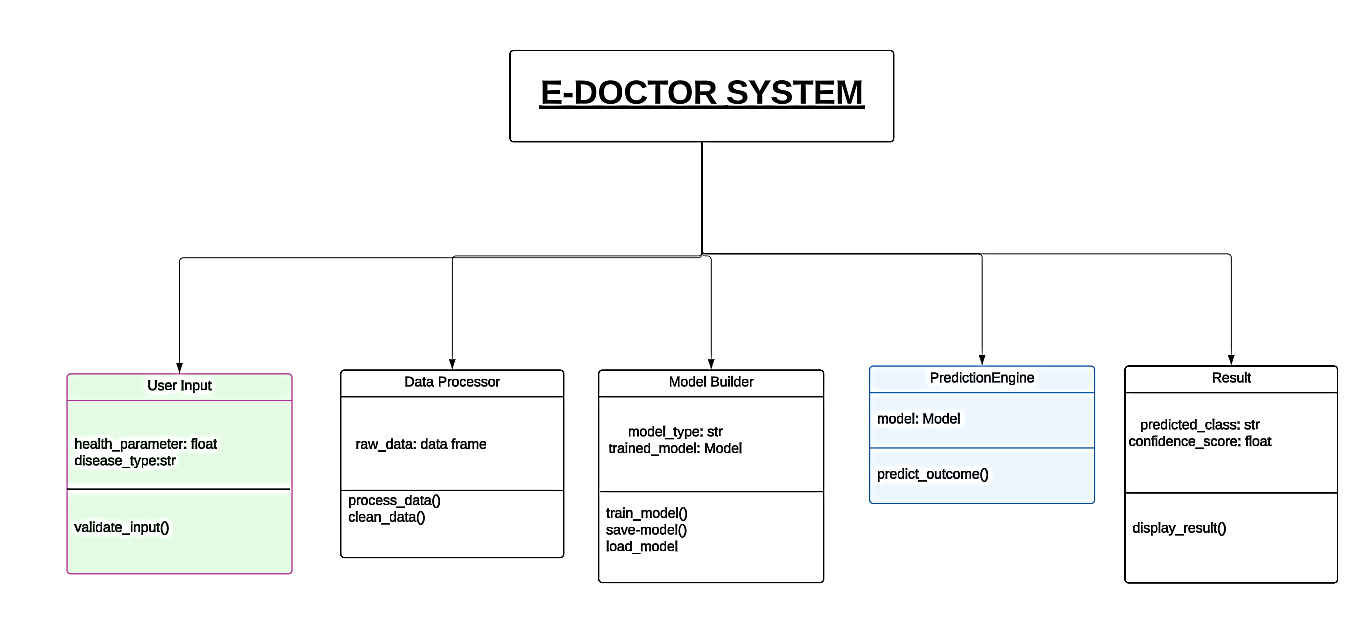 E-DOCTOR SYSTEM
User Input
health_parameter: float
disease_type:str
validate_input()
Data Processor
raw_data: data frame
process_data()
clean_data()
Model Builder
model_type: str
trained_model: Model
train_model()
save-model()
load_model
PredictionEngine
model: Model
predict_outcome()
Result
predicted_class: str
confidence_score: float
display_result()